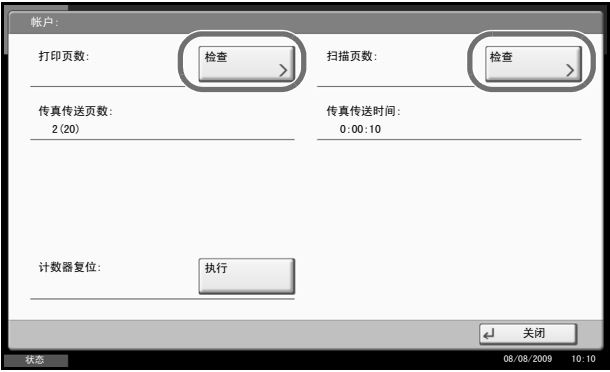 帐户:
打印页数: 检查 扫描页数: 检查
传真传送页数: 传真传送时间:
2(20) 0:00:10
计数器复位: 执行
关闭
状态 08/08/2009 10:10